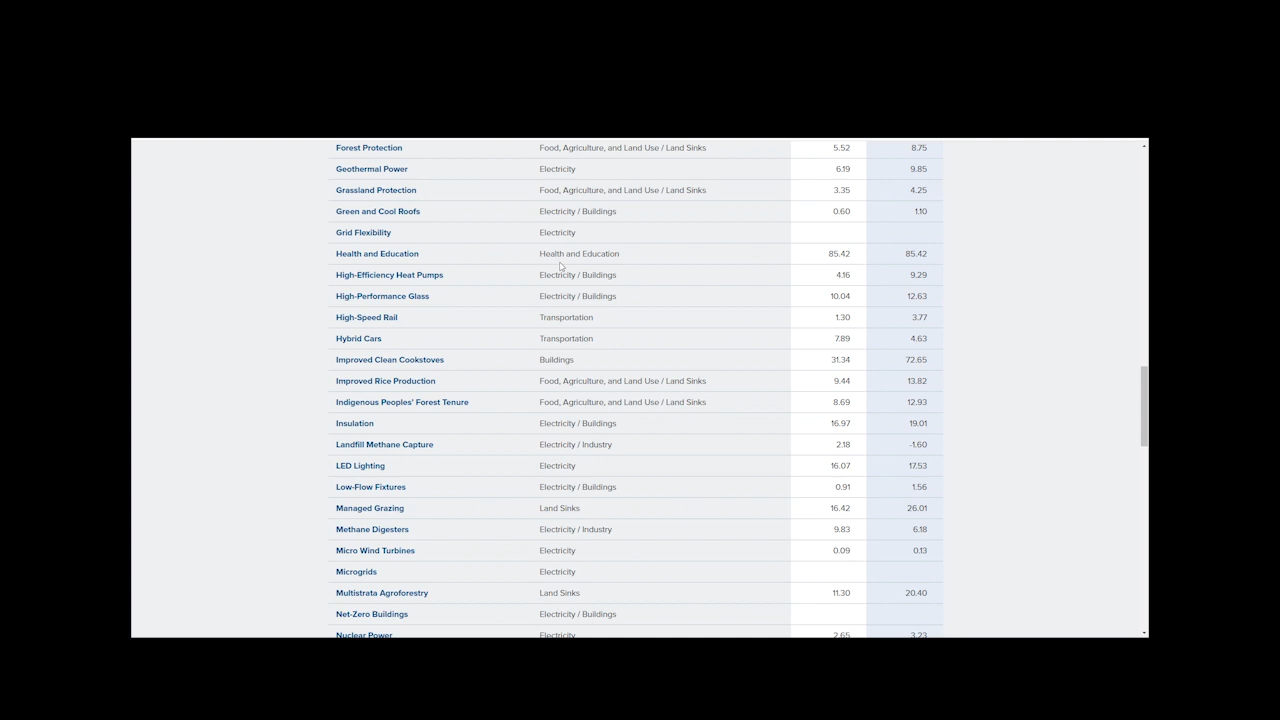 Forest Protection Food, Agriculture, and Land Use / Land Sinks 5.52 8.75
Geothermal Power Electricity 6.19 9.85
Grassland Protection Food, Agriculture, and Land Use / Land Sinks 3.35 4.25
Green and Cool Roofs Electricity / Buildings 0.60 1.10
Grid Flexibility Electricity
Health and Education Health and Education 85.42 85.42
High-Efficiency Heat Pumps Electricity / Buildings 4.16 9.29
High-Performance Glass Electricity / Buildings 10.04 12.63
High-Speed Rail Transportation 1.30 3.77
Hybrid Cars Transportation 7.89 4.63
Improved Clean Cookstoves Buildings 31.34 72.65
Improved Rice Production Food, Agriculture, and Land Use / Land Sinks 9.44 13.82
Indigenous Peoples' Forest Tenure Food, Agriculture, and Land Use / Land Sinks 8.69 12.93
Insulation Electricity / Buildings 16.97 19.01
Landfill Methane Capture Electricity / Industry 2.18 -1.60
LED Lighting Electricity 16.07 17.53
Low-Flow Fixtures Electricity / Buildings 0.91 1.56
Managed Grazing Land Sinks 16.42 26.01
Methane Digesters Electricity / Industry 9.83 6.18
Micro Wind Turbines Electricity 0.09 0.13
Microgrids Electricity
Multistrata Agroforestry Land Sinks 11.30 20.40
Net-Zero Buildings Electricity / Buildings
Nuclear Power Electricity 2.65 3.23